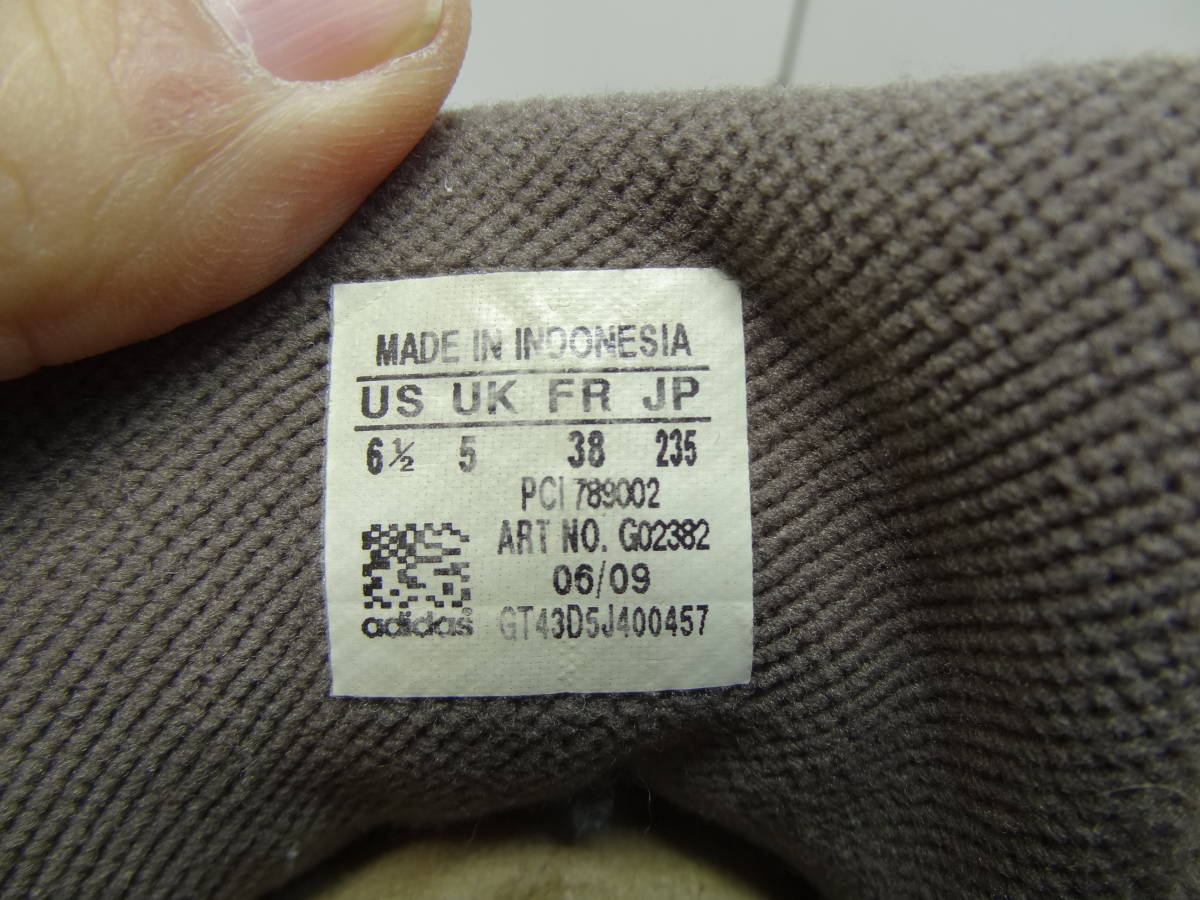 MADE IN INDONESIA
US UK FR JP
6½ 5 38 235
PCI 789002
ART NO. G02382
06/09
adidas® GT43D5J400457